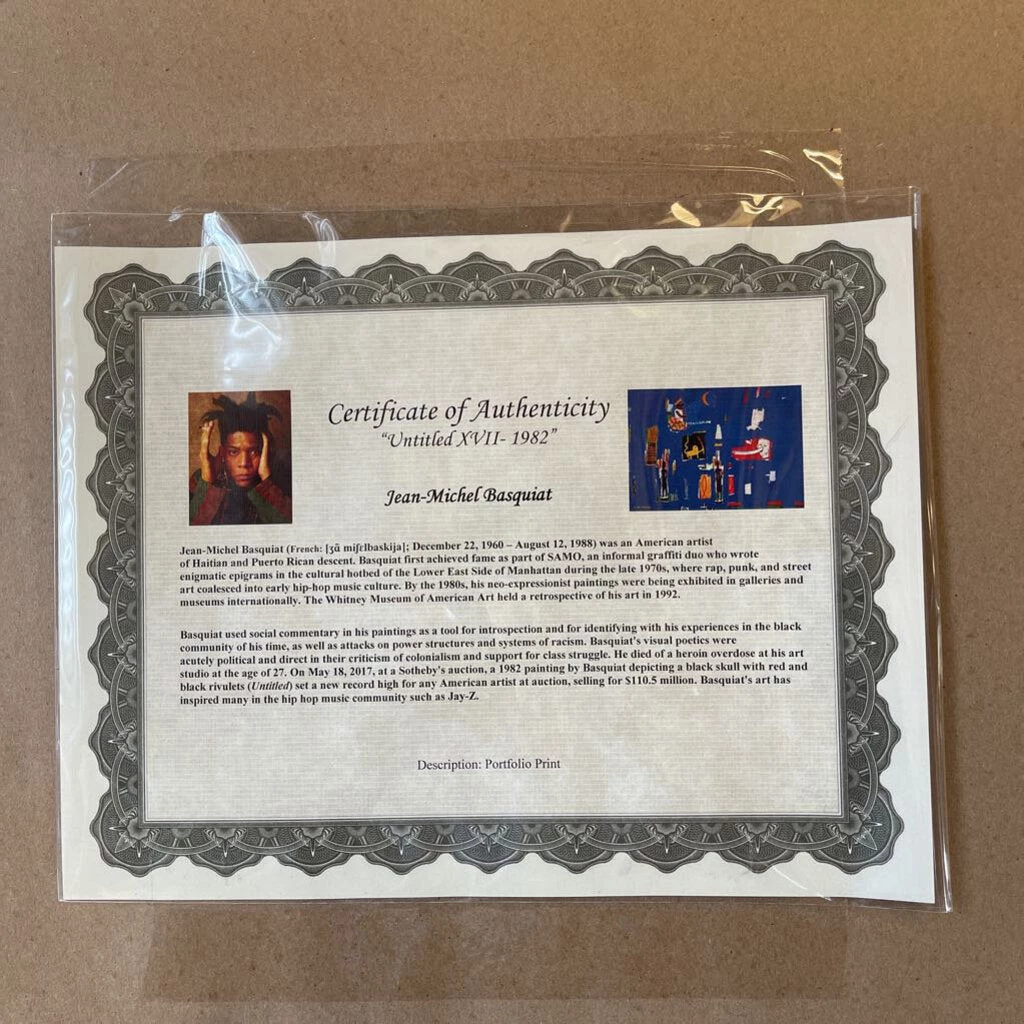 Certificate of Authenticity
"Untitled XVII- 1982"
Jean-Michel Basquiat
Jean-Michel Basquiat (French: [ʒɑ̃ miʃɛlbaskija]; December 22, 1960 – August 12, 1988) was an American artist
of Haitian and Puerto Rican descent. Basquiat first achieved fame as part of SAMO, an informal graffiti duo who wrote
enigmatic epigrams in the cultural hotbed of the Lower East Side of Manhattan during the late 1970s, where rap, punk, and street
art coalesced into early hip-hop music culture. By the 1980s, his neo-expressionist paintings were being exhibited in galleries and
museums internationally. The Whitney Museum of American Art held a retrospective of his art in 1992.
Basquiat used social commentary in his paintings as a tool for introspection and for identifying with his experiences in the black
community of his time, as well as attacks on power structures and systems of racism. Basquiat's visual poetics were
acutely political and direct in their criticism of colonialism and support for class struggle. He died of a heroin overdose at his art
studio at the age of 27. On May 18, 2017, at a Sotheby's auction, a 1982 painting by Basquiat depicting a black skull with red and
black rivulets (Untitled) set a new record high for any American artist at auction, selling for $110.5 million. Basquiat's art has
inspired many in the hip hop music community such as Jay-Z.
Description: Portfolio Print